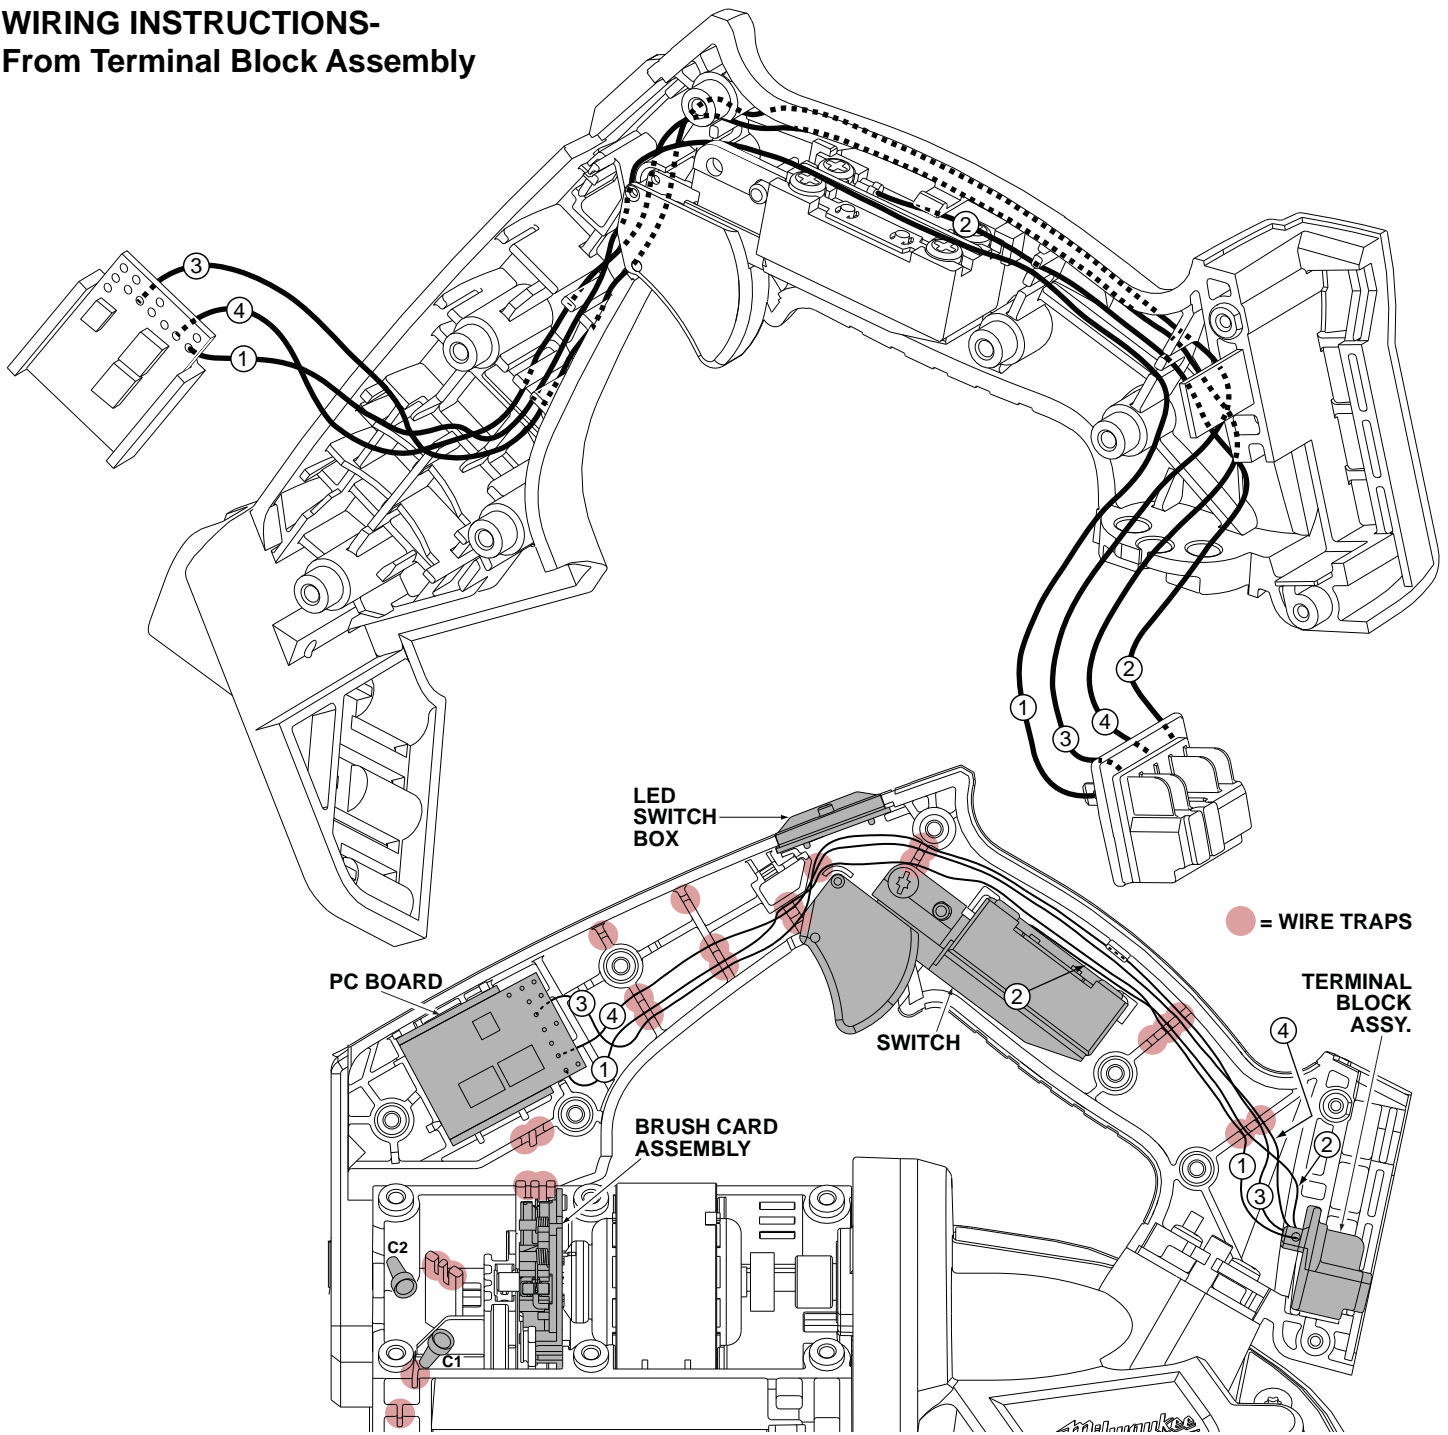 WIRING INSTRUCTIONS-
From Terminal Block Assembly
3
4
1
2
2
1
4
3
LED
SWITCH
BOX
= WIRE TRAPS
PC BOARD
TERMINAL
BLOCK
ASSY.
3
4
2
1
SWITCH
4
BRUSH CARD
ASSEMBLY
2
1
3
C2
C1
Milwaukee